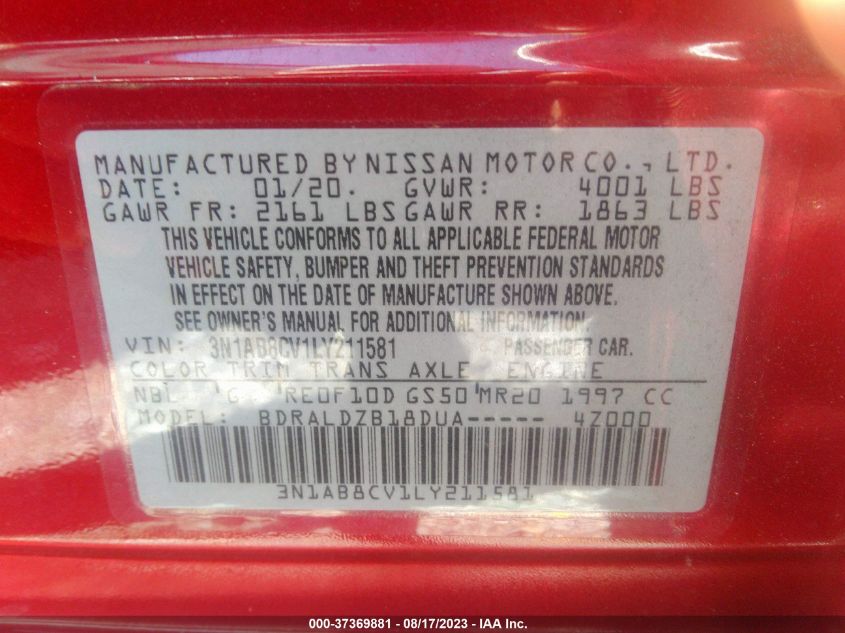 MANUFACTURED BY NISSAN MOTOR CO., LTD.
DATE: 01/20. GVWR: 4001 LBS
GAWR FR: 2161 LBS GAWR RR: 1863 LBS
THIS VEHICLE CONFORMS TO ALL APPLICABLE FEDERAL MOTOR
VEHICLE SAFETY, BUMPER AND THEFT PREVENTION STANDARDS
IN EFFECT ON THE DATE OF MANUFACTURE SHOWN ABOVE.
SEE OWNER'S MANUAL FOR ADDITIONAL INFORMATION.
VIN: 3N1AB8CV1LY211581 PASSENGER CAR.
COLOR TRIM TRANS AXLE ENGINE
NBL G RE0F10D GS50 MR20 1997 CC
MODEL: BDRALDZB18DUA----- 4Z000
3N1AB8CV1LY211581
000-37369881 - 08/17/2023 - IAA Inc.